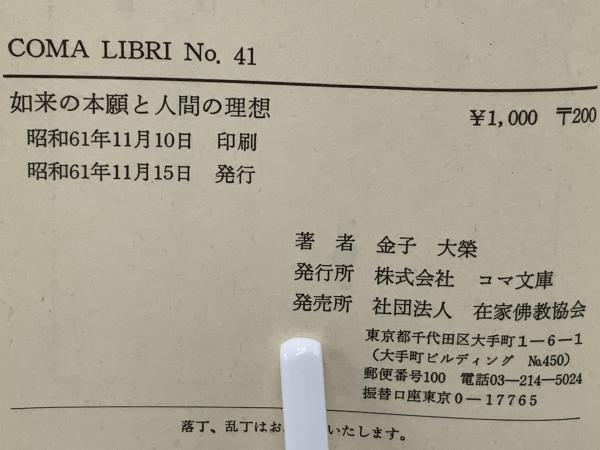 COMA LIBRI No. 41
如来の本願と人間の理想
¥1,000 〒200
昭和61年11月10日 印刷
昭和61年11月15日 発行
著者 金子 大榮
発行所 株式会社 コマ文庫
発売所 社団法人 在家佛教協会
東京都千代田区大手町1-6-1
(大手町ビルディング №450)
郵便番号100 電話03-214-5024
振替口座東京0-17765
落丁、乱丁はお いたします。